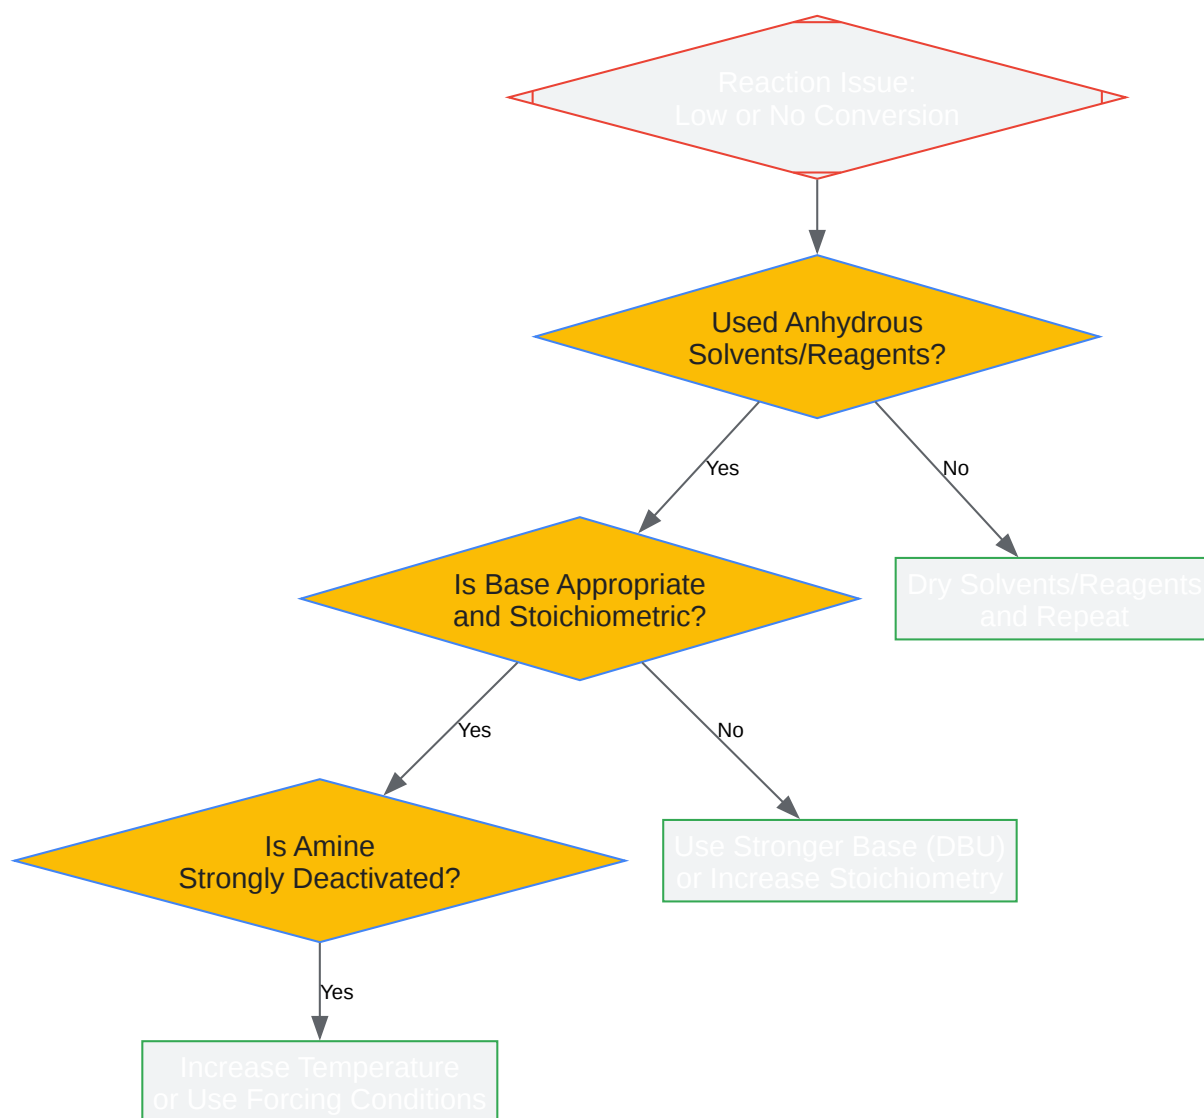 Reaction Issue:
Low or No Conversion
Used Anhydrous
Solvents/Reagents?
Yes
No
Is Base Appropriate
and Stoichiometric?
Dry Solvents/Reagents
and Repeat
Yes
No
Is Amine
Strongly Deactivated?
Use Stronger Base (DBU)
or Increase Stoichiometry
Yes
Increase Temperature
or Use Forcing Conditions